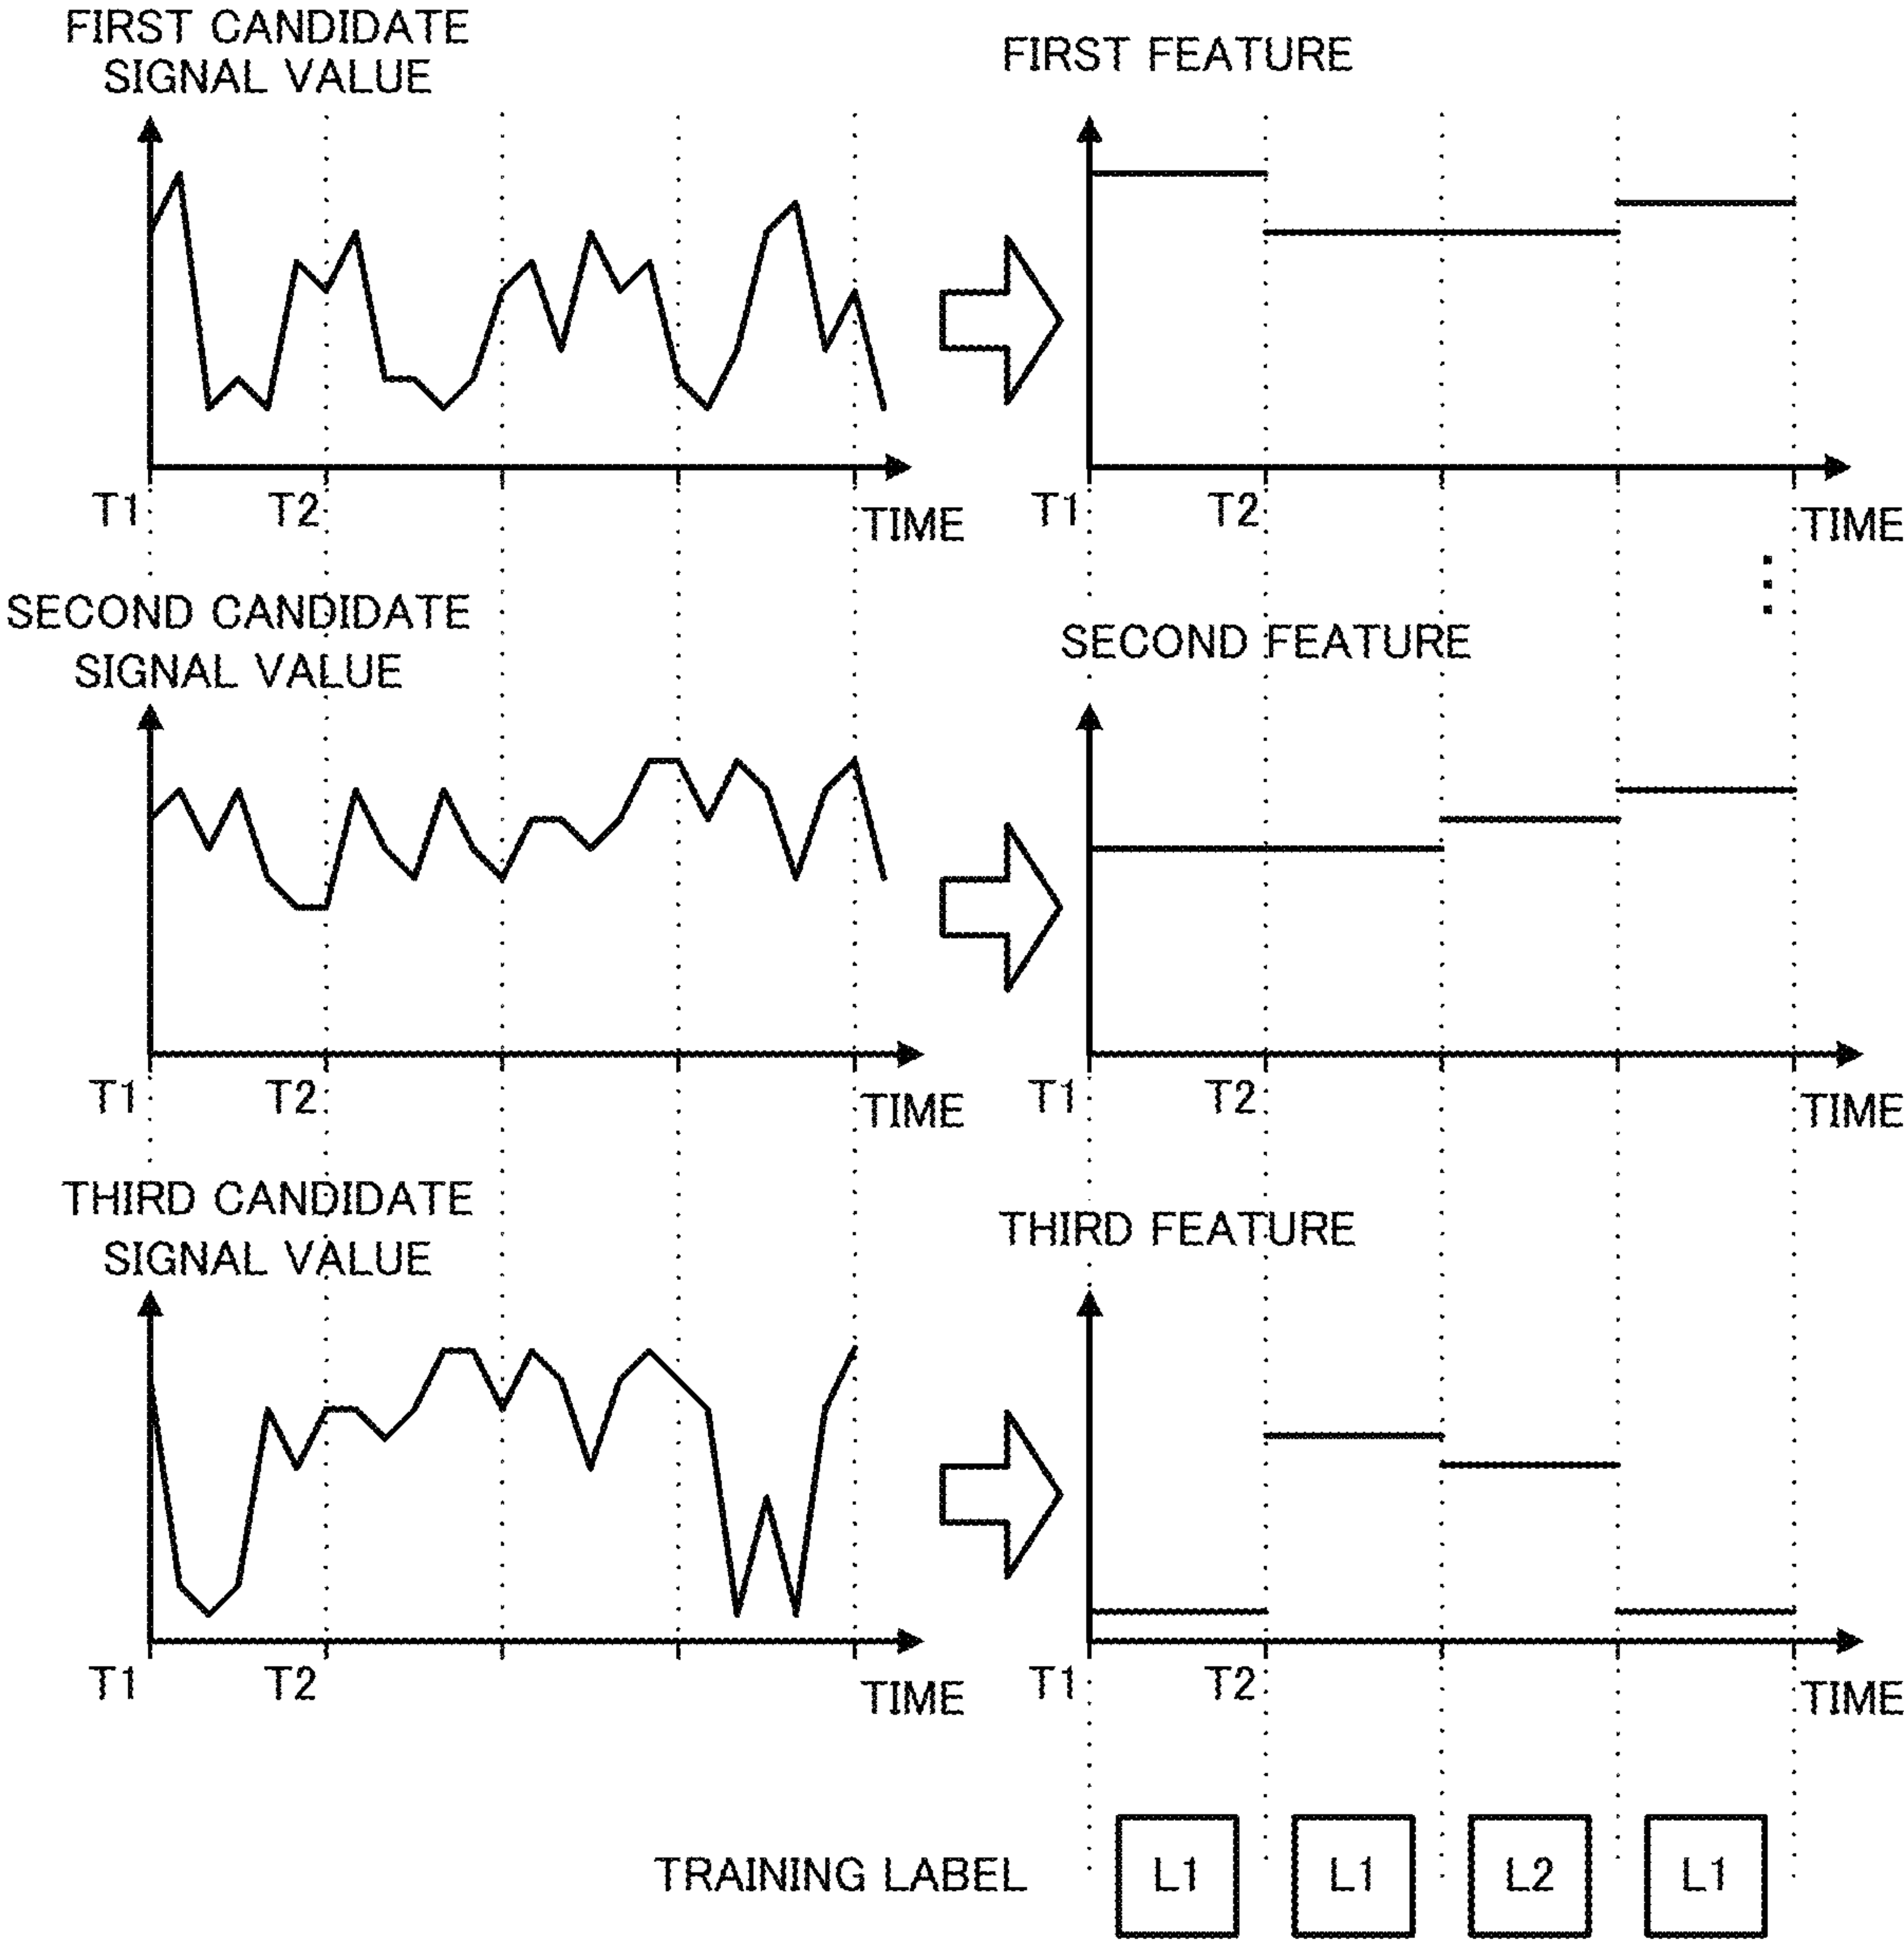 FIRST CANDIDATE
SIGNAL VALUE
FIRST FEATURE
T1
T2
TIME
T1
T2
TIME
SECOND CANDIDATE
SIGNAL VALUE
SECOND FEATURE
T1
T2
TIME
T1
T2
TIME
THIRD CANDIDATE
SIGNAL VALUE
THIRD FEATURE
T1
T2
TIME
T1
T2
TIME
TRAINING LABEL
L1
L1
L2
L1